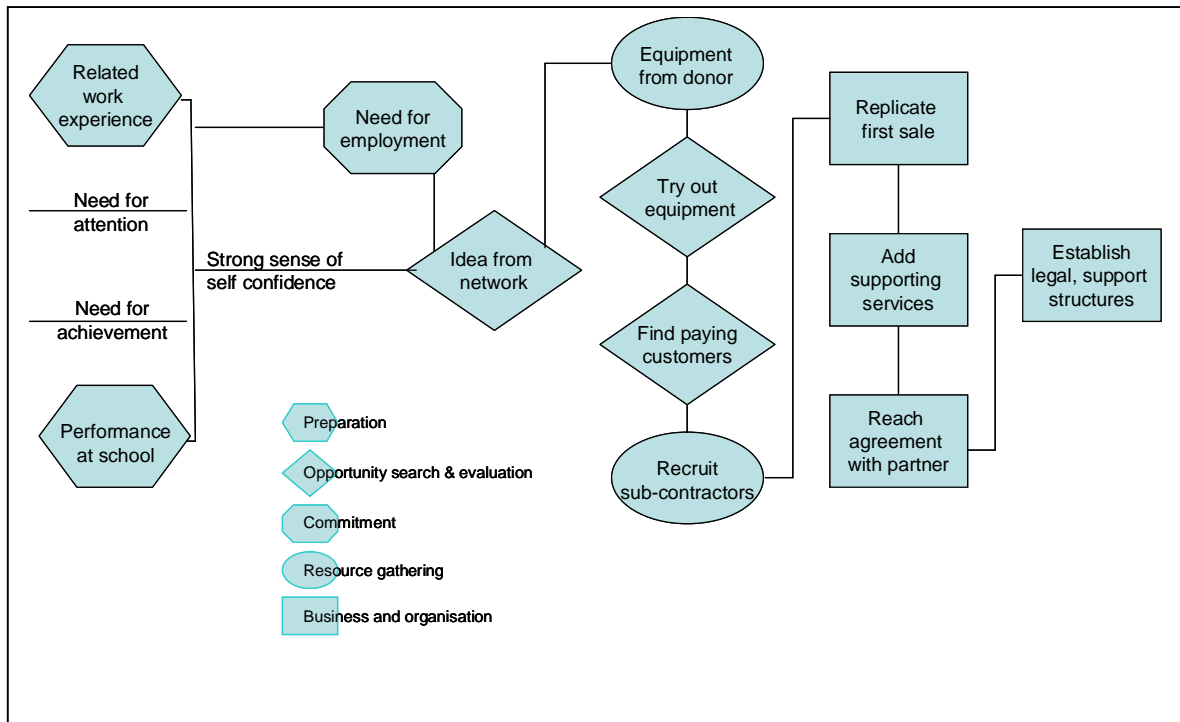 Related
work
experience
Need for
attention
Need for
achievement
Performance
at school
Need for
employment
Strong sense of
self confidence
Idea from
network
Equipment
from donor
Try out
equipment
Find paying
customers
Recruit
sub-contractors
Replicate
first sale
Add
supporting
services
Reach
agreement
with partner
Establish
legal, support
structures
Preparation
Opportunity search & evaluation
Commitment
Resource gathering
Business and organisation